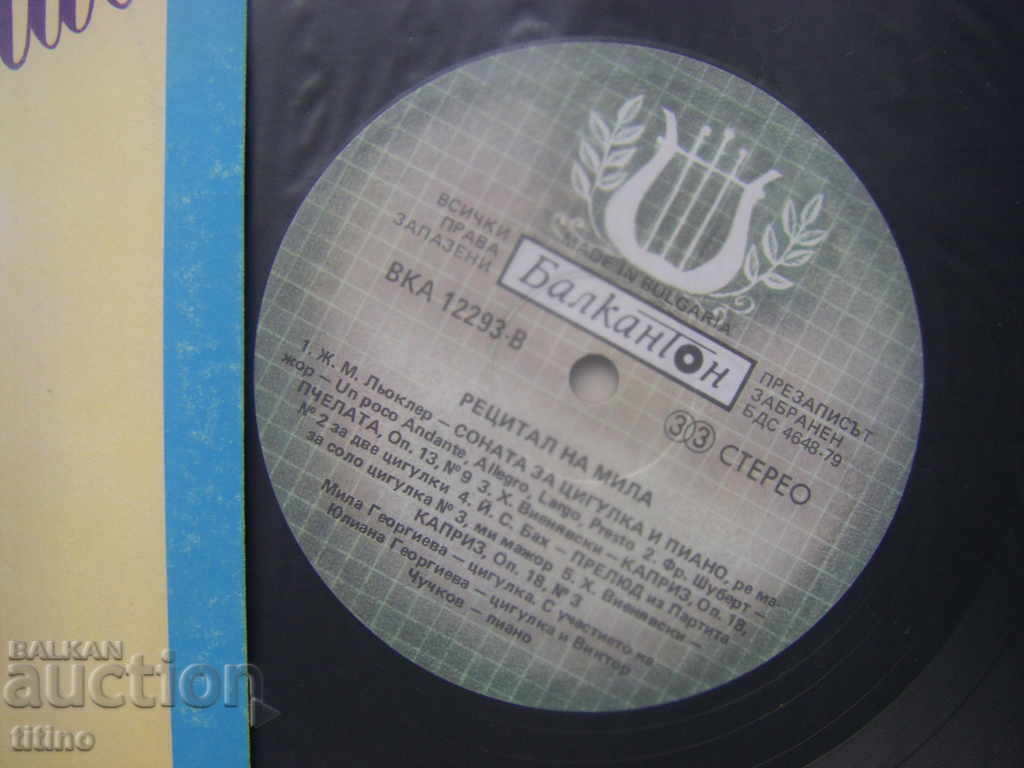 MADE IN BULGARIA
Балкантон
ВСИЧКИ
ПРАВА
ЗАПАЗЕНИ
ВКА 12293-В
ПРЕЗАПИСЪТ
ЗАБРАНЕН
БДС 4648-79
33 СТЕРЕО
РЕЦИТАЛ НА МИЛА
1. Ж. М. Льоклер – СОНАТА ЗА ЦИГУЛКА И ПИАНО, ре ма-
жор – Un poco Andante, Allegro, Largo, Presto 2. Фр. Шуберт –
ПЧЕЛАТА, Оп. 13, № 9 3. Х. Виенявски – КАПРИЗ, Оп. 18,
№ 2 за две цигулки 4. Й. С. Бах – ПРЕЛЮД из Партита
за соло цигулка № 3, ми мажор 5. Х. Виенявски –
КАПРИЗ, Оп. 18, № 3
Мила Георгиева – цигулка. С участието на
Юлиана Георгиева – цигулка и Виктор
Чучков – пиано
BALKAN
auction
titino